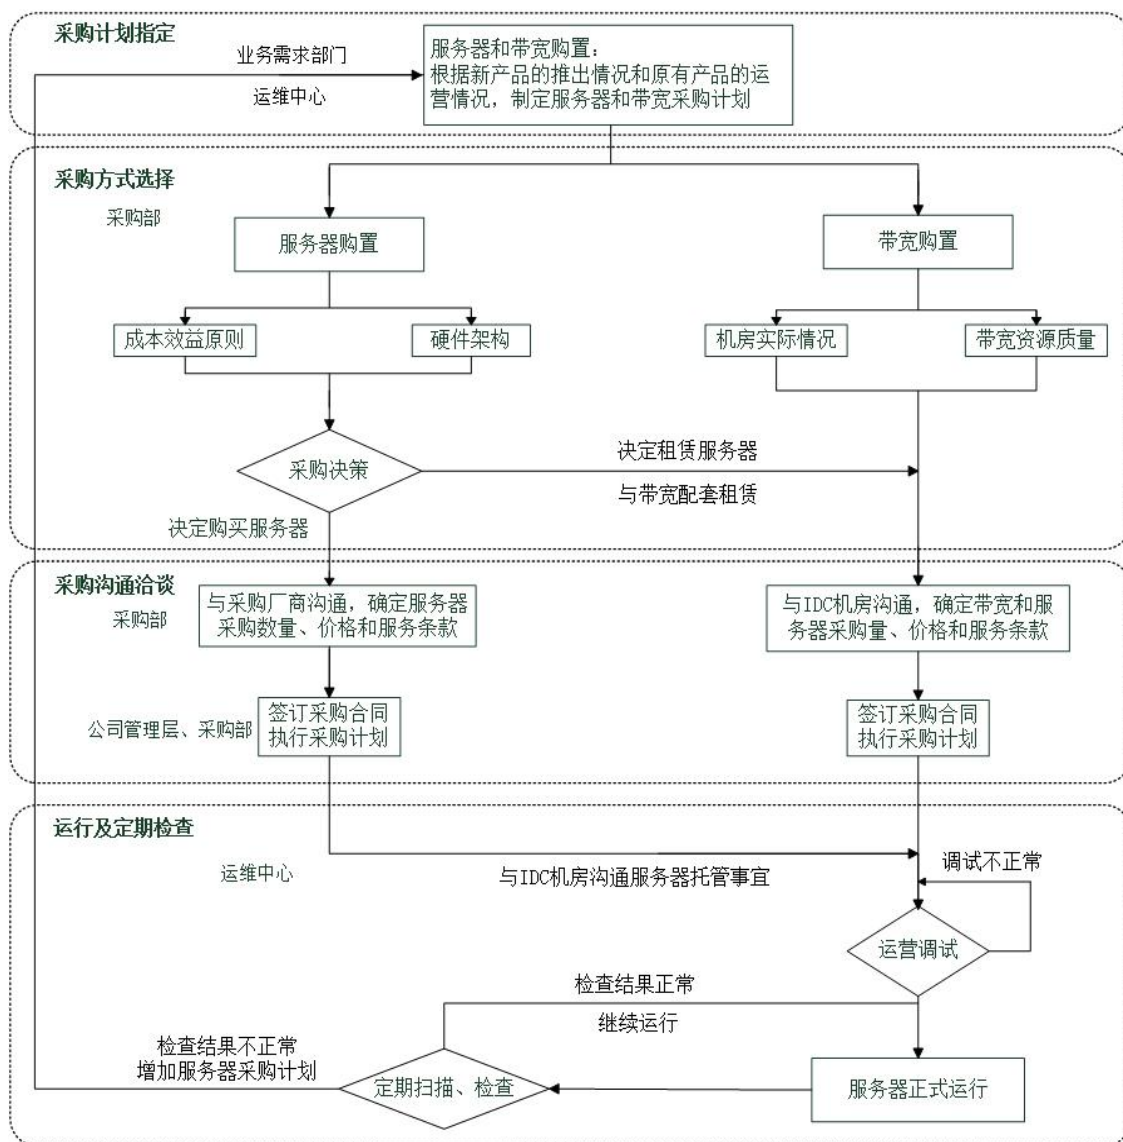 采购计划指定
业务需求部门
运维中心
服务器和带宽购置:
根据新产品的推出情况和原有产品的运
营情况，制定服务器和带宽采购计划
采购方式选择
采购部
服务器购置
带宽购置
成本效益原则
硬件架构
机房实际情况
带宽资源质量
采购决策
决定租赁服务器
与带宽配套租赁
决定购买服务器
采购沟通洽谈
采购部
与采购厂商沟通，确定服务器
采购数量、价格和服务条款
与IDC机房沟通，确定带宽和服
务器采购量、价格和服务条款
公司管理层、采购部
签订采购合同
执行采购计划
签订采购合同
执行采购计划
运行及定期检查
运维中心
与IDC机房沟通服务器托管事宜
调试不正常
运营调试
检查结果正常
继续运行
检查结果不正常
增加服务器采购计划
定期扫描、检查
服务器正式运行